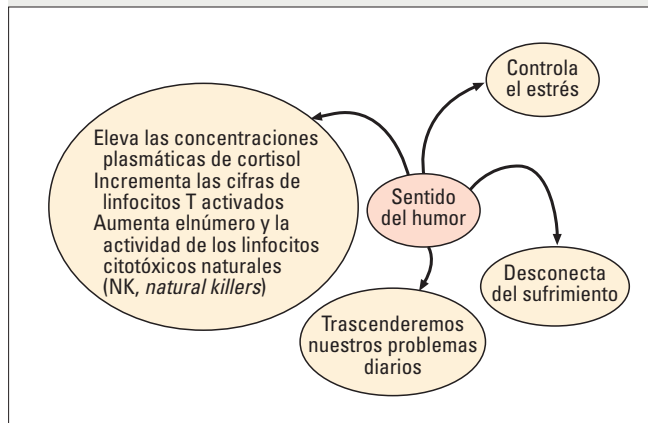 Controla
el estrés
Eleva las concentraciones
plasmáticas de cortisol
Incrementa las cifras de
linfocitos T activados
Aumenta elnúmero y la
actividad de los linfocitos
citotóxicos naturales
(NK, natural killers)
Sentido
del humor
Desconecta
del sufrimiento
Trascenderemos
nuestros problemas
diarios